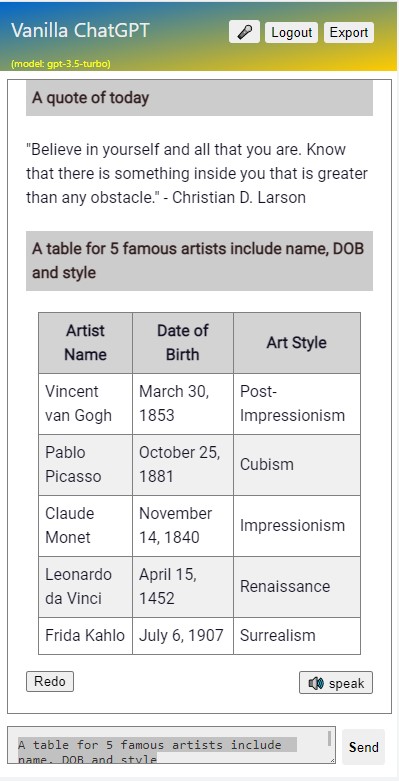 Vanilla ChatGPT
Logout
Export
(model: gpt-3.5-turbo)
A quote of today
"Believe in yourself and all that you are. Know
that there is something inside you that is greater
than any obstacle." - Christian D. Larson
A table for 5 famous artists include name, DOB
and style
Artist Name | Date of Birth | Art Style
Vincent van Gogh | March 30, 1853 | Post-Impressionism
Pablo Picasso | October 25, 1881 | Cubism
Claude Monet | November 14, 1840 | Impressionism
Leonardo da Vinci | April 15, 1452 | Renaissance
Frida Kahlo | July 6, 1907 | Surrealism
Redo
speak
A table for 5 famous artists include
name, DOB and style
Send